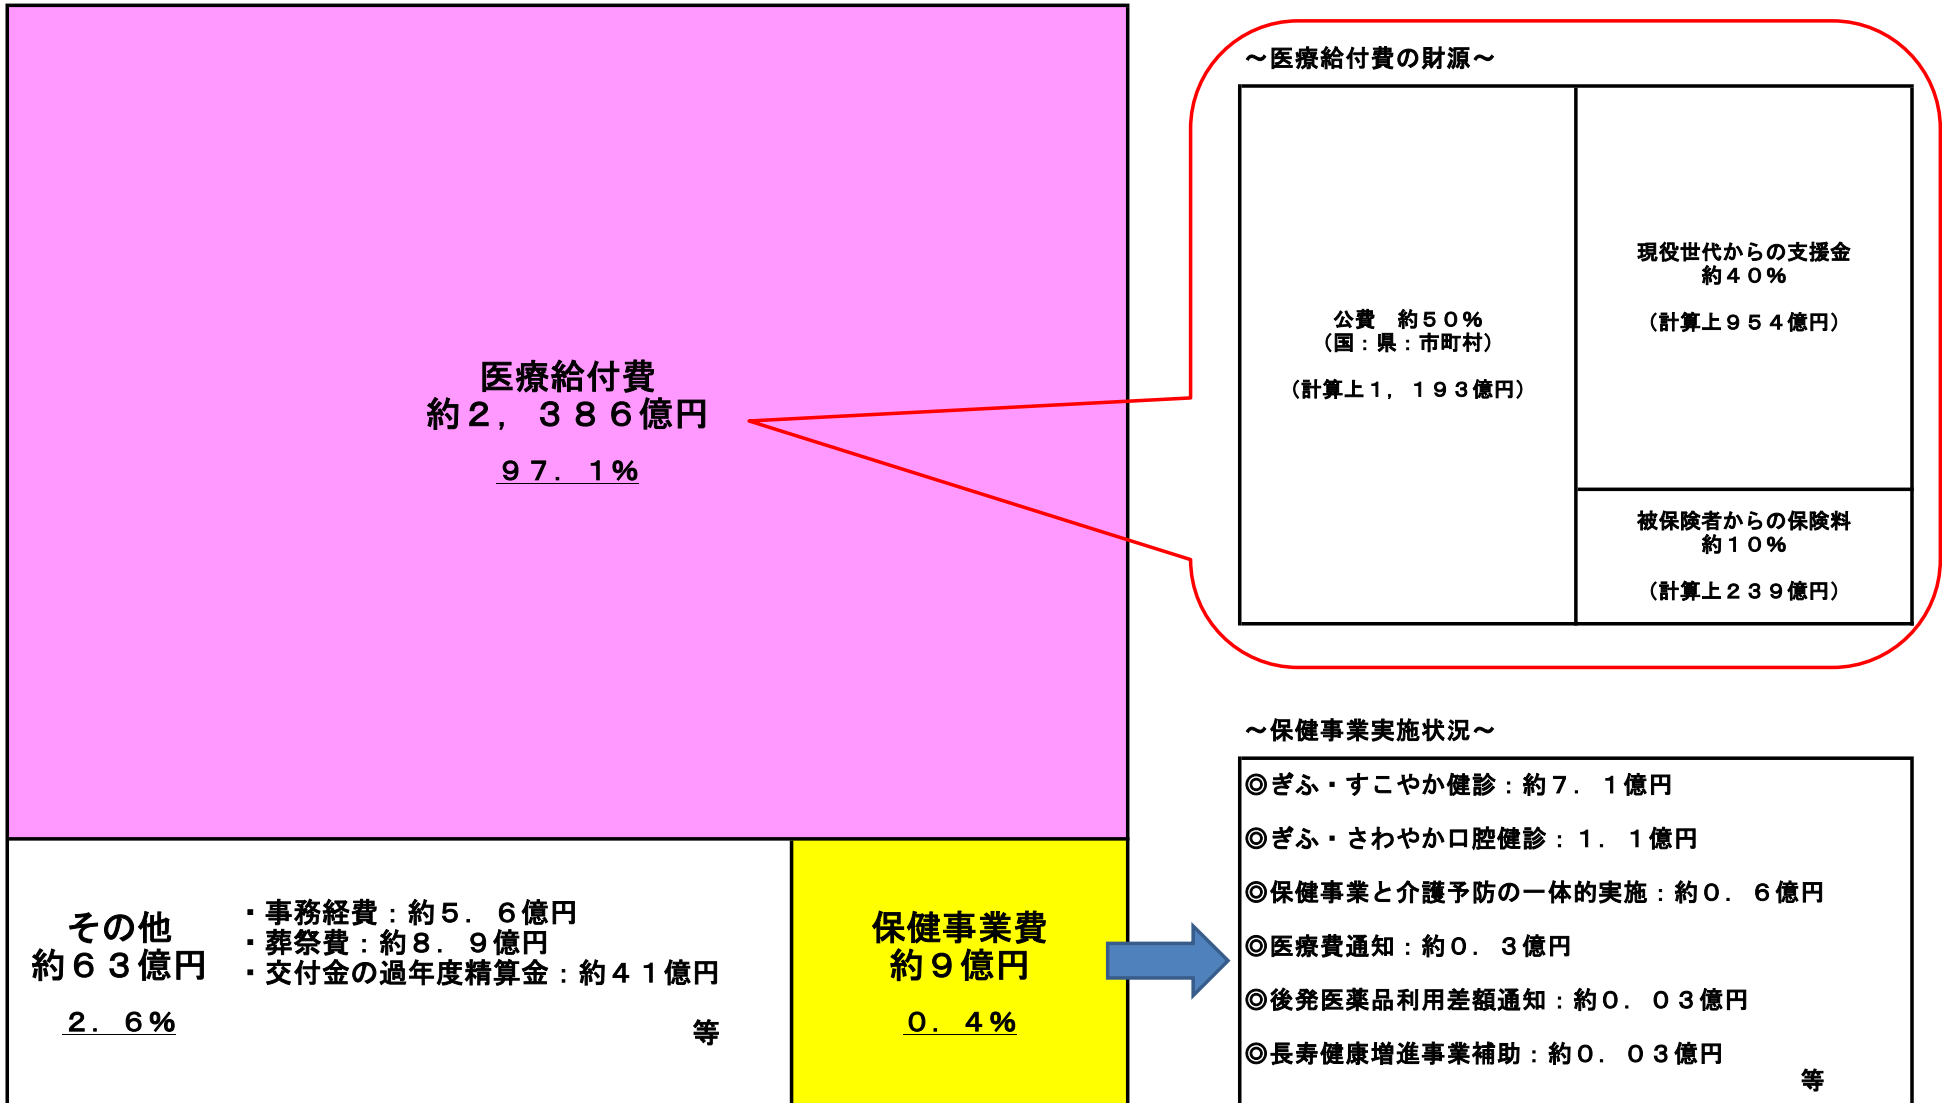 医療給付費
約２，３８６億円
９７．１%
その他
約６３億円
２．６%
・事務経費：約５．６億円
・葬祭費：約８．９億円
・交付金の過年度精算金：約４１億円
等
保健事業費
約９億円
０．４%
～医療給付費の財源～
公費　約５０%
（国：県：市町村）
（計算上１，１９３億円）
現役世代からの支援金
約４０%
（計算上９５４億円）
被保険者からの保険料
約１０%
（計算上２３９億円）
～保健事業実施状況～
◎ぎふ・すこやか健診：約７．１億円
◎ぎふ・さわやか口腔健診：１．１億円
◎保健事業と介護予防の一体的実施：約０．６億円
◎医療費通知：約０．３億円
◎後発医薬品利用差額通知：約０．０３億円
◎長寿健康増進事業補助：約０．０３億円
等